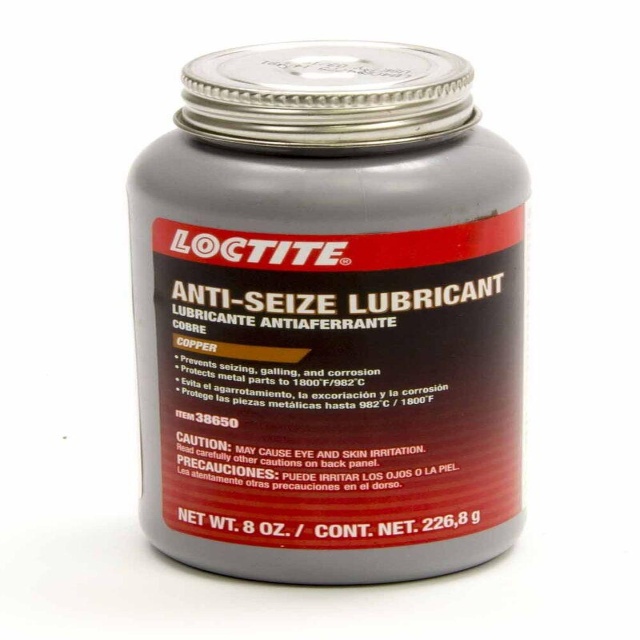 LOCTITE®
ANTI-SEIZE LUBRICANT
LUBRICANTE ANTIAFERRANTE
COBRE
COPPER
• Prevents seizing, galling, and corrosion
• Protects metal parts to 1800°F/982°C
• Evita el agarrotamiento, la excoriación y la corrosión
• Protege las piezas metálicas hasta 982°C / 1800°F
ITEM 38650
CAUTION: MAY CAUSE EYE AND SKIN IRRITATION.
Read carefully other cautions on back panel.
PRECAUCIONES: PUEDE IRRITAR LOS OJOS O LA PIEL.
Lea atentamente otras precauciones en el dorso.
NET WT. 8 OZ. / CONT. NET. 226,8 g